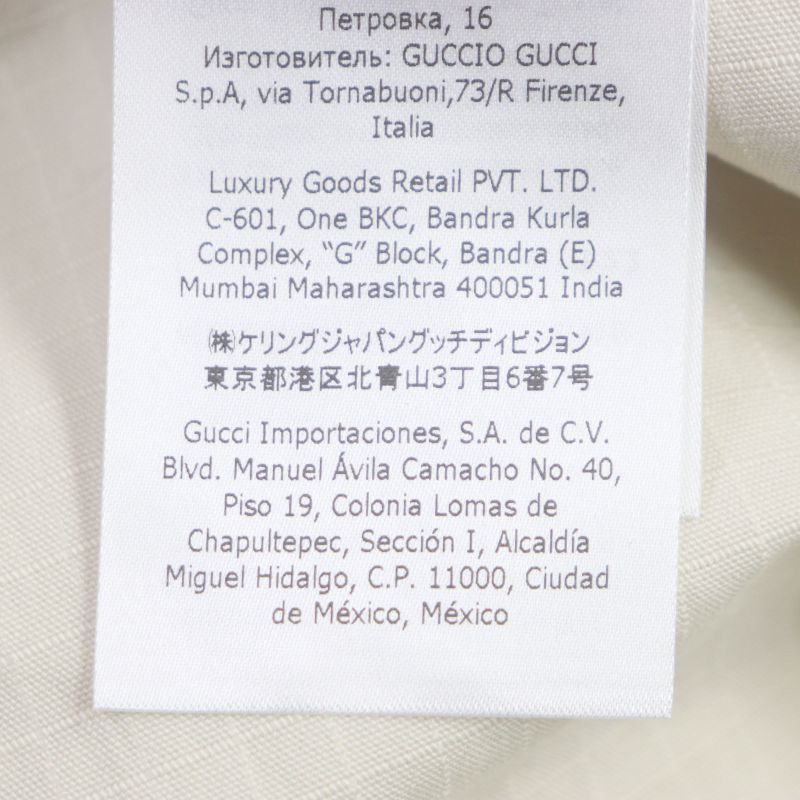 Петровка, 16
Изготовитель: GUCCIO GUCCI
S.p.A, via Tornabuoni,73/R Firenze,
Italia
Luxury Goods Retail PVT. LTD.
C-601, One BKC, Bandra Kurla
Complex, “G” Block, Bandra (E)
Mumbai Maharashtra 400051 India
㈱ケリングジャパングッチディビジョン
東京都港区北青山3丁目6番7号
Gucci Importaciones, S.A. de C.V.
Blvd. Manuel Ávila Camacho No. 40,
Piso 19, Colonia Lomas de
Chapultepec, Sección I, Alcaldía
Miguel Hidalgo, C.P. 11000, Ciudad
de México, México